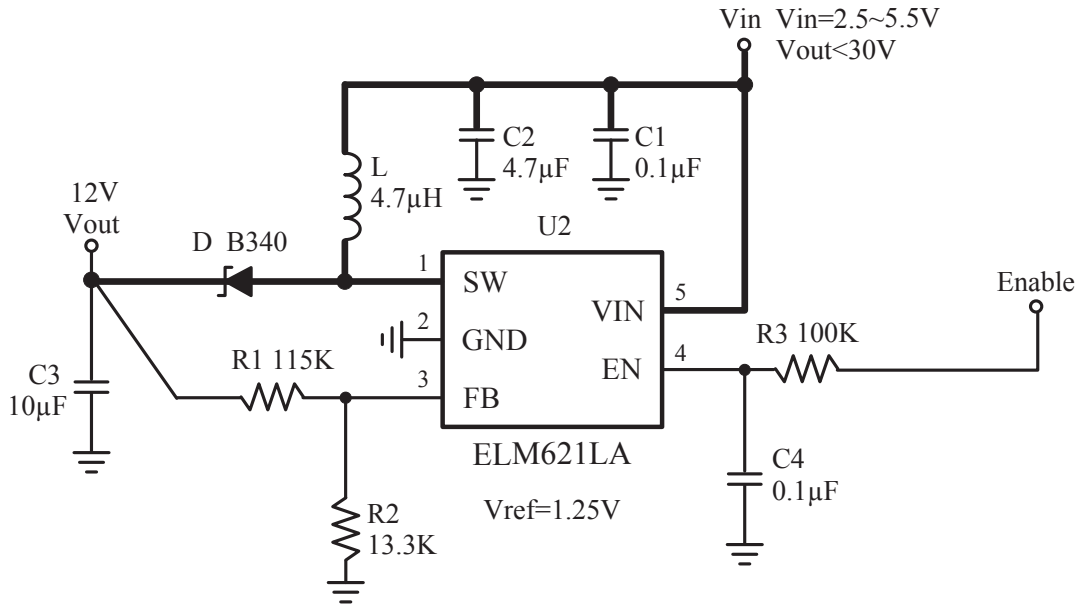 Vin Vin=2.5~5.5V
Vout<30V
C2
4.7µF
C1
0.1µF
L
4.7µH
12V
Vout
D B340
U2
1
SW
2
GND
3
FB
VIN
5
EN
4
Enable
R3 100K
R1 115K
C3
10µF
ELM621LA
Vref=1.25V
R2
13.3K
C4
0.1µF